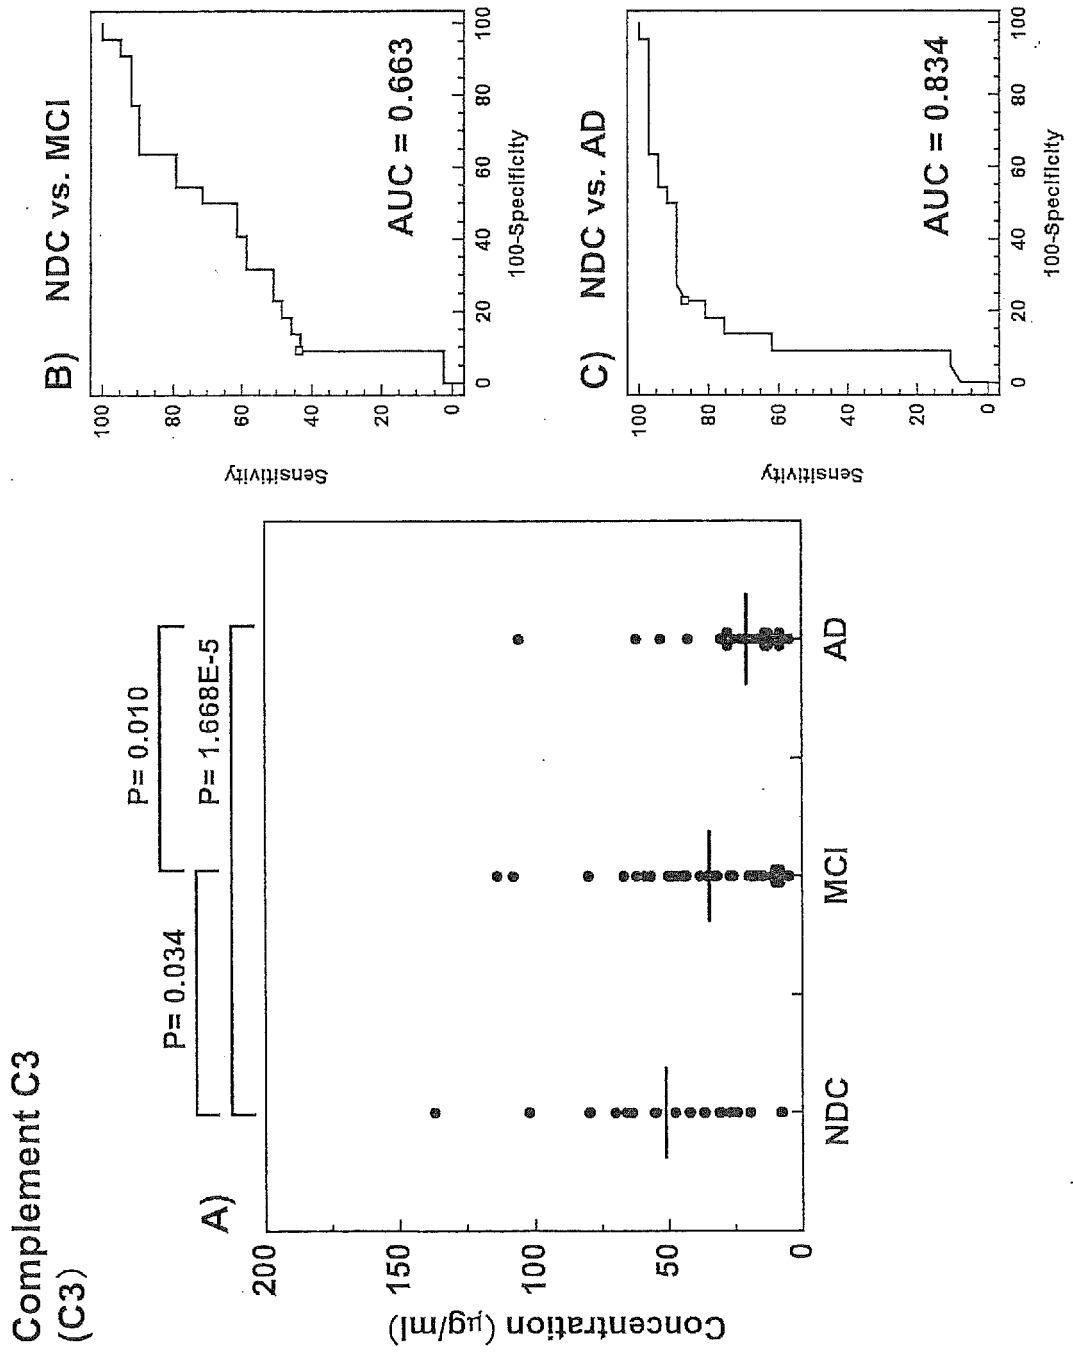 Complement C3
(C3)
A)
P= 0.034
P= 0.010
P= 1.668E-5
Concentration (µg/ml)
200
150
100
50
0
NDC
MCI
AD
B) NDC vs. MCI
Sensitivity
100
80
60
40
20
0
AUC = 0.663
0
20
40
60
80
100
100-Specificity
C) NDC vs. AD
Sensitivity
100
80
60
40
20
0
AUC = 0.834
0
20
40
60
80
100
100-Specificity